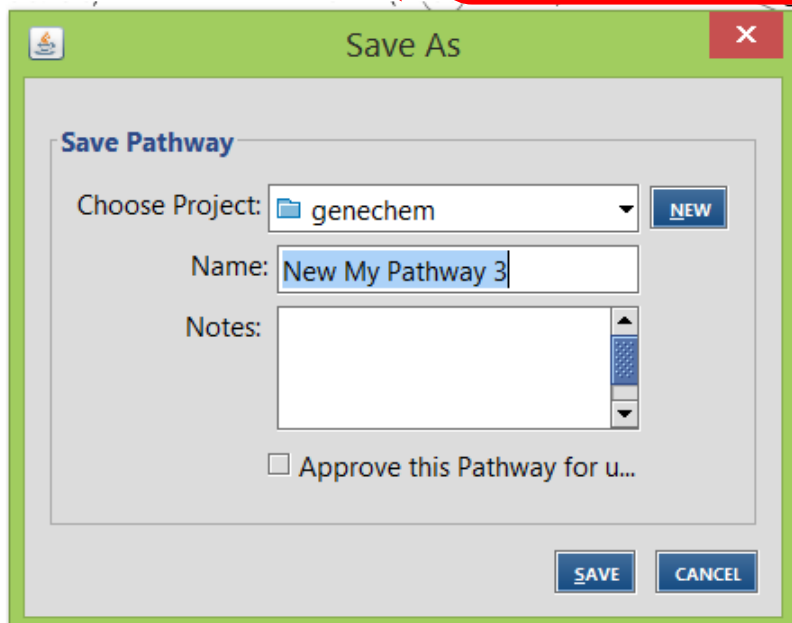 Save As
Save Pathway
Choose Project: genechem NEW
Name: New My Pathway 3
Notes:
Approve this Pathway for u...
SAVE CANCEL